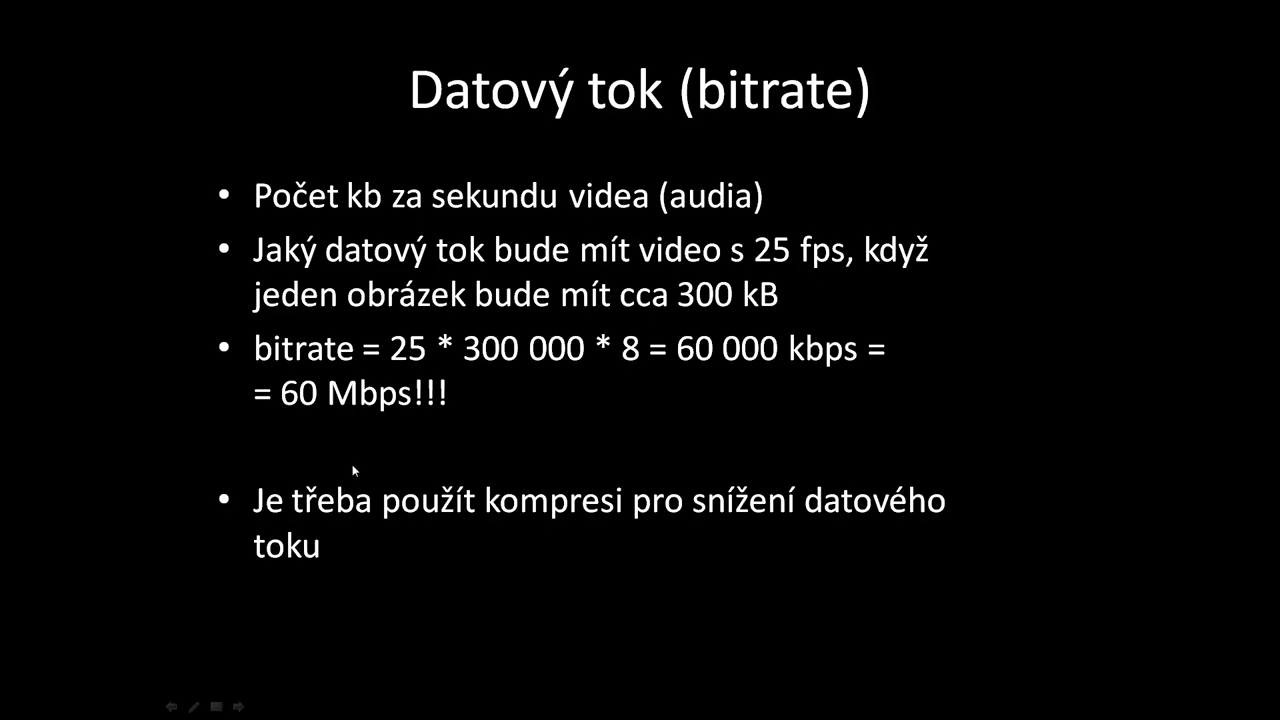 Datový tok (bitrate)
• Počet kb za sekundu videa (audia)
• Jaký datový tok bude mít video s 25 fps, když
jeden obrázek bude mít cca 300 kB
• bitrate = 25 * 300 000 * 8 = 60 000 kbps =
= 60 Mbps!!!
• Je třeba použít kompresi pro snížení datového
toku